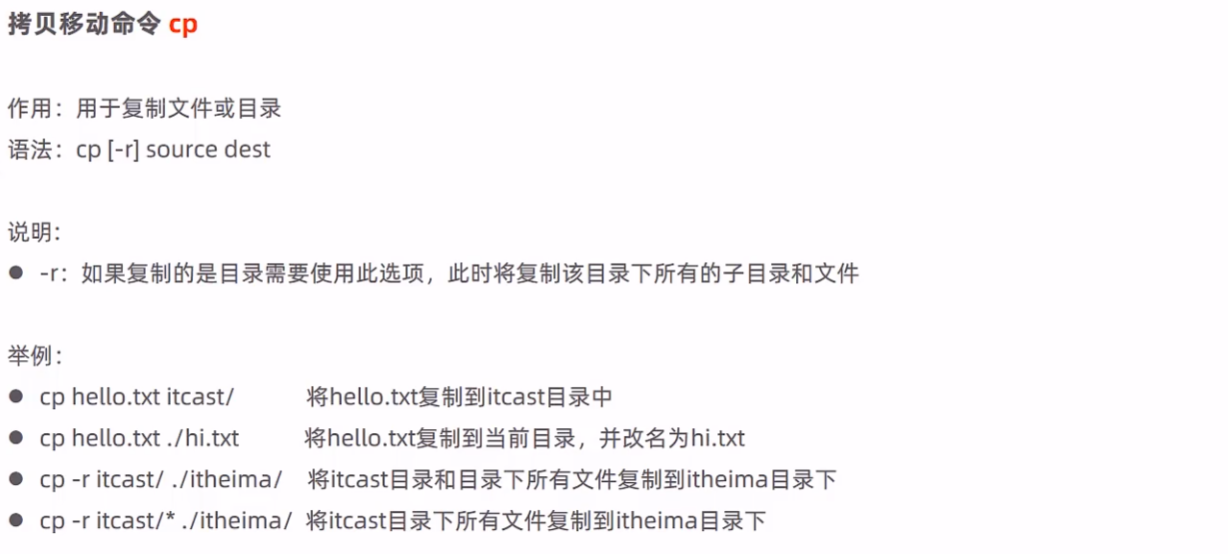 拷贝移动命令 cp
作用：用于复制文件或目录
语法：cp [-r] source dest
说明:
● -r：如果复制的是目录需要使用此选项，此时将复制该目录下所有的子目录和文件
举例：
● cp hello.txt itcast/ 将hello.txt复制到itcast目录中
● cp hello.txt ./hi.txt 将hello.txt复制到当前目录，并改名为hi.txt
● cp -r itcast/ ./itheima/ 将itcast目录和目录下所有文件复制到itheima目录下
● cp -r itcast/* ./itheima/ 将itcast目录下所有文件复制到itheima目录下